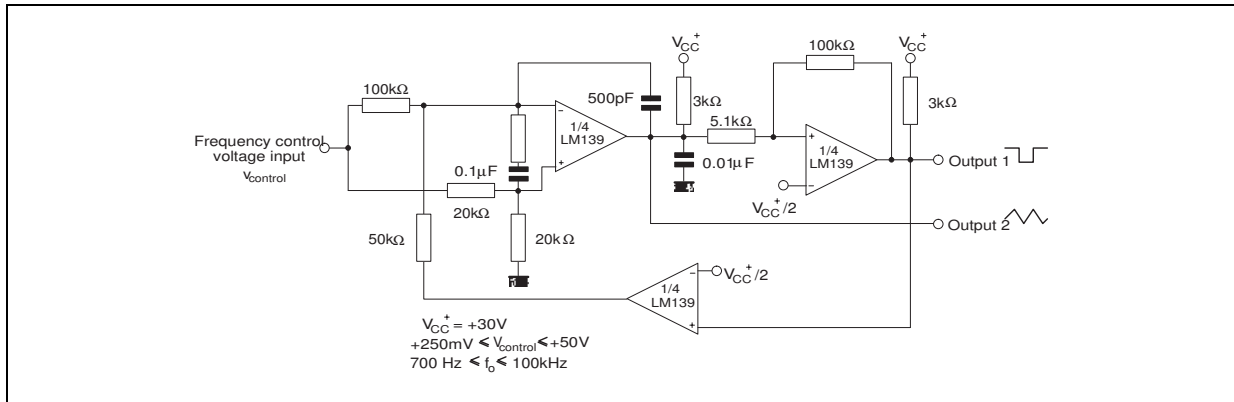 V_CC^+
100kΩ
V_CC^+
100kΩ
500pF
3kΩ
3kΩ
5.1kΩ
1/4
LM139
Frequency control
voltage input
V_control
0.1µF
0.01µF
1/4
LM139
Output 1
V_CC^+/2
20kΩ
Output 2
50kΩ
20kΩ
V_CC^+/2
1/4
LM139
V_CC^+ = +30V
+250mV ≤ V_control ≤ +50V
700 Hz ≤ f_o ≤ 100kHz